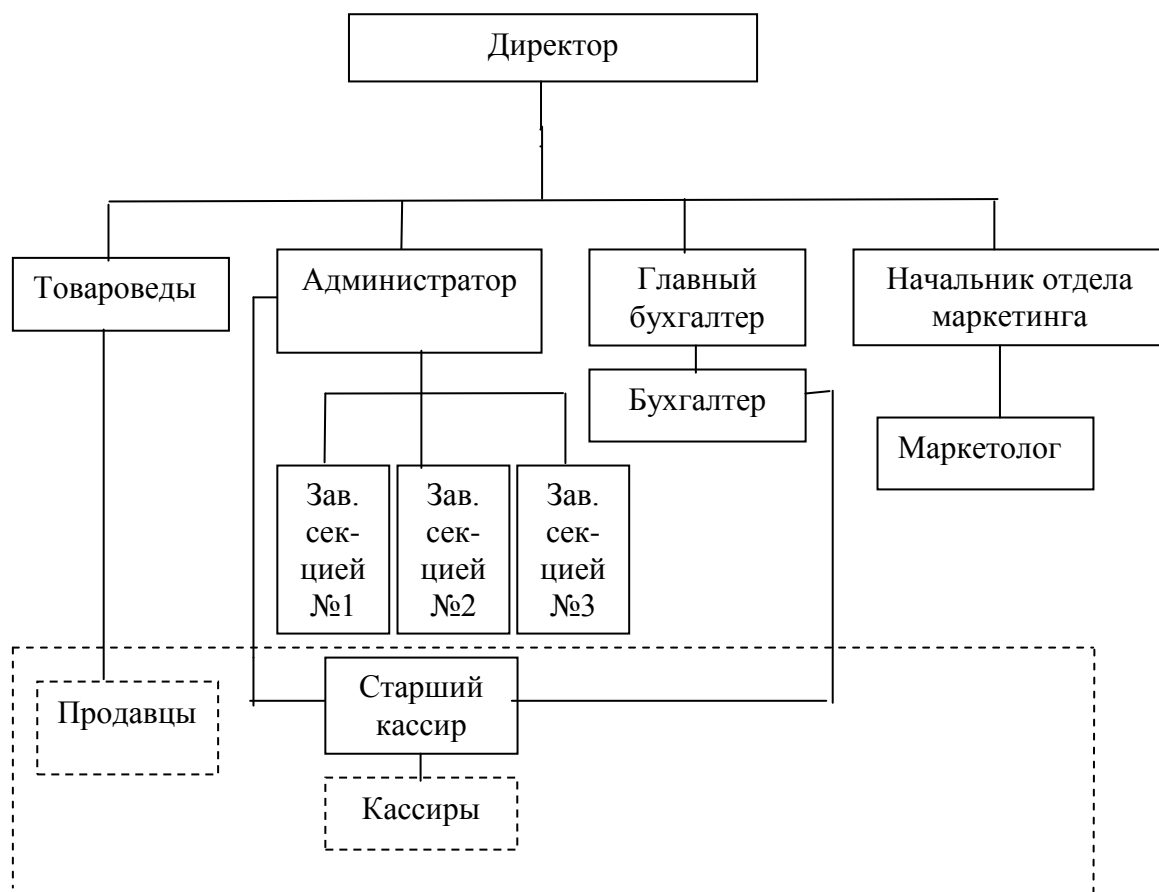 Директор
Товароведы
Администратор
Главный
бухгалтер
Начальник отдела
маркетинга
Бухгалтер
Маркетолог
Зав.
сек-
цией
№1
Зав.
сек-
цией
№2
Зав.
сек-
цией
№3
Продавцы
Старший
кассир
Кассиры